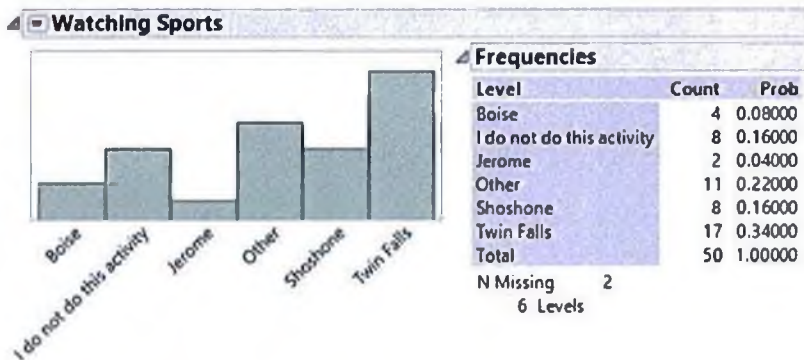 Watching Sports
Boise
I do not do this activity
Jerome
Other
Shoshone
Twin Falls
Frequencies
Level Count Prob
Boise 4 0.08000
I do not do this activity 8 0.16000
Jerome 2 0.04000
Other 11 0.22000
Shoshone 8 0.16000
Twin Falls 17 0.34000
Total 50 1.00000
N Missing 2
6 Levels